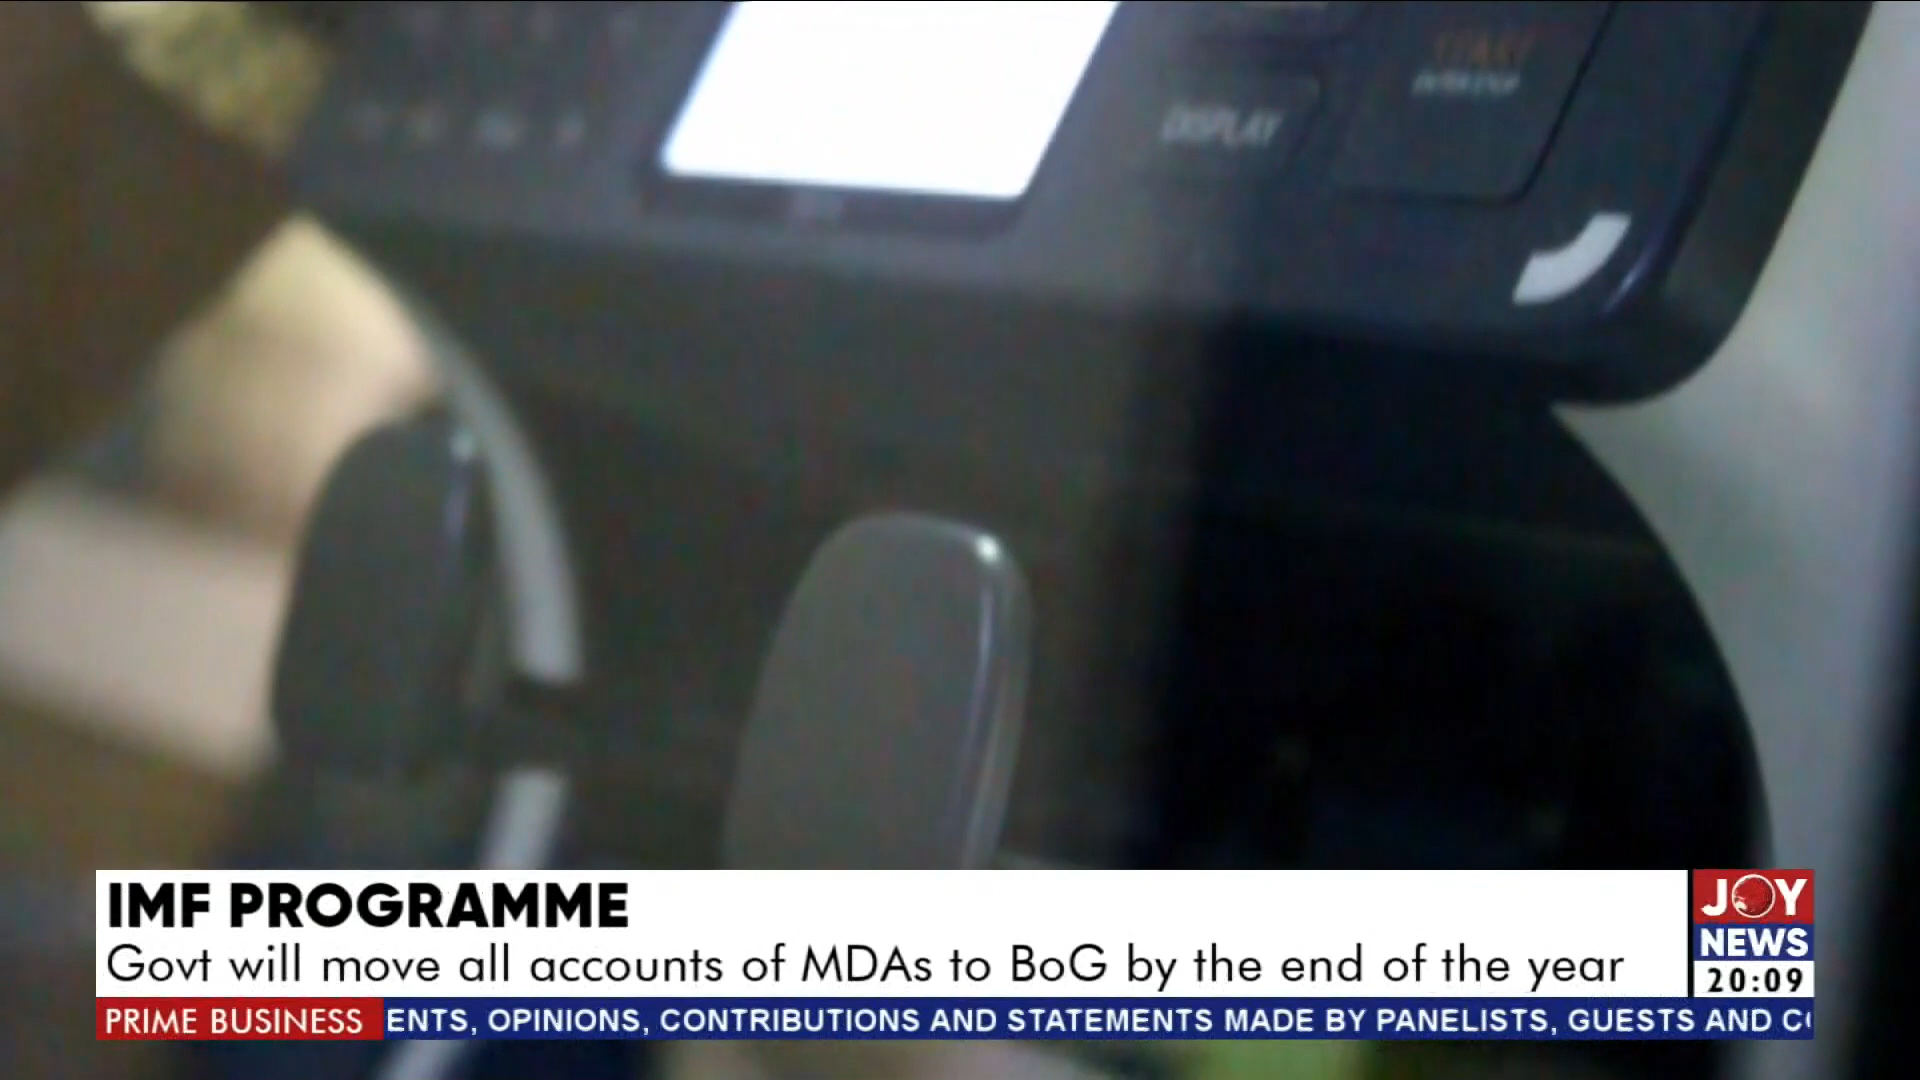 DISPLAY
START
IMF PROGRAMME
Govt will move all accounts of MDAs to BoG by the end of the year
JOY
NEWS
20:09
PRIME BUSINESS
ENTS, OPINIONS, CONTRIBUTIONS AND STATEMENTS MADE BY PANELISTS, GUESTS AND C